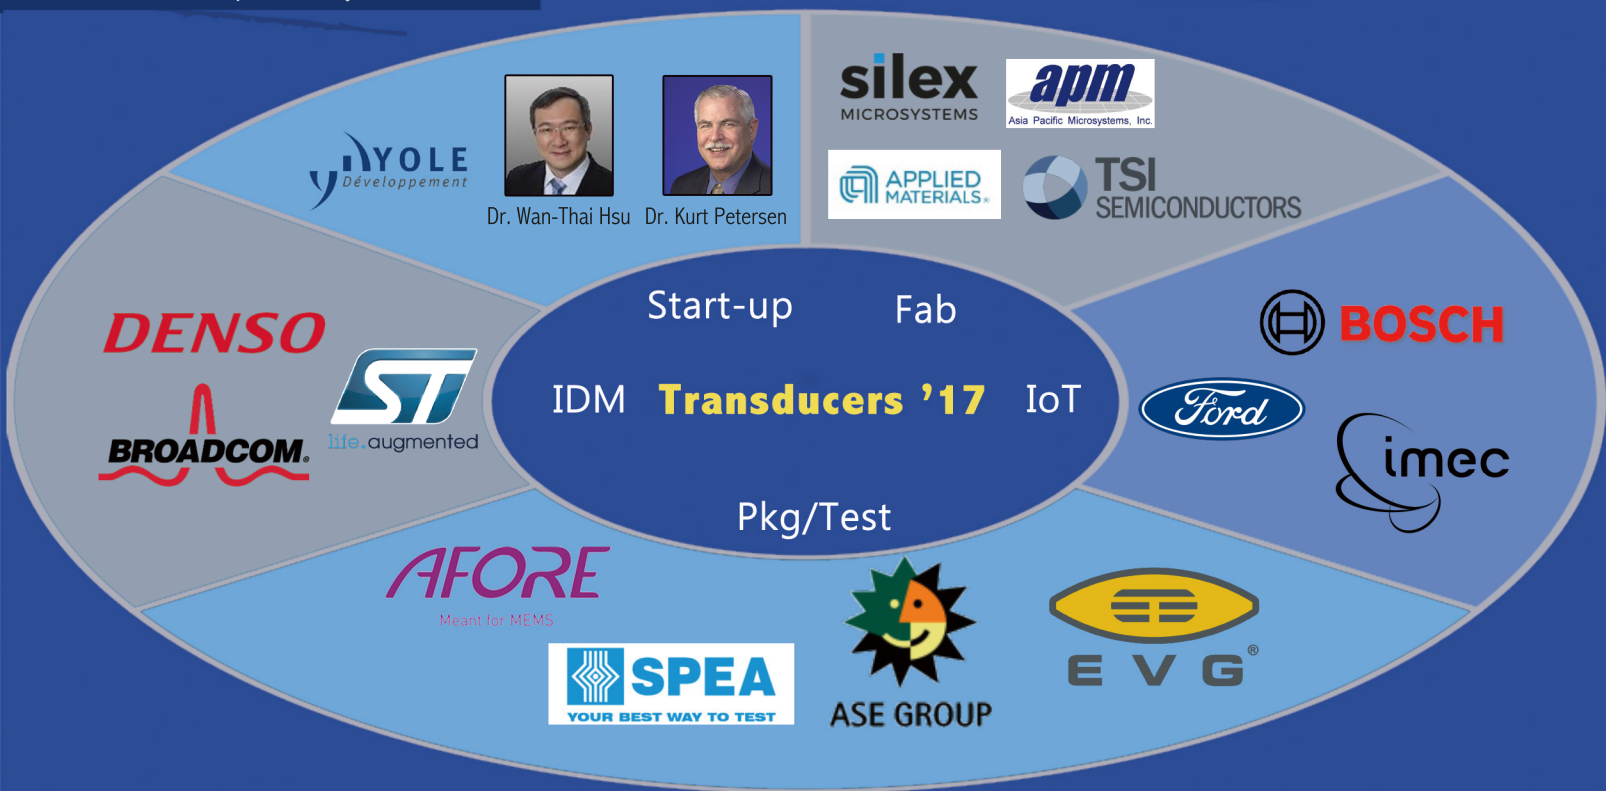 silex
MICROSYSTEMS
apm
Asia Pacific Microsystems, Inc.
YOLE
Développement
Dr. Wan-Thai Hsu
Dr. Kurt Petersen
APPLIED
MATERIALS®
TSI
SEMICONDUCTORS
Start-up
Fab
IDM
Transducers '17
IoT
Pkg/Test
DENSO
ST
life.augmented
BROADCOM®
BOSCH
Ford
imec
AFORE
Meant for MEMS
SPEA
YOUR BEST WAY TO TEST
ASE GROUP
EVG®